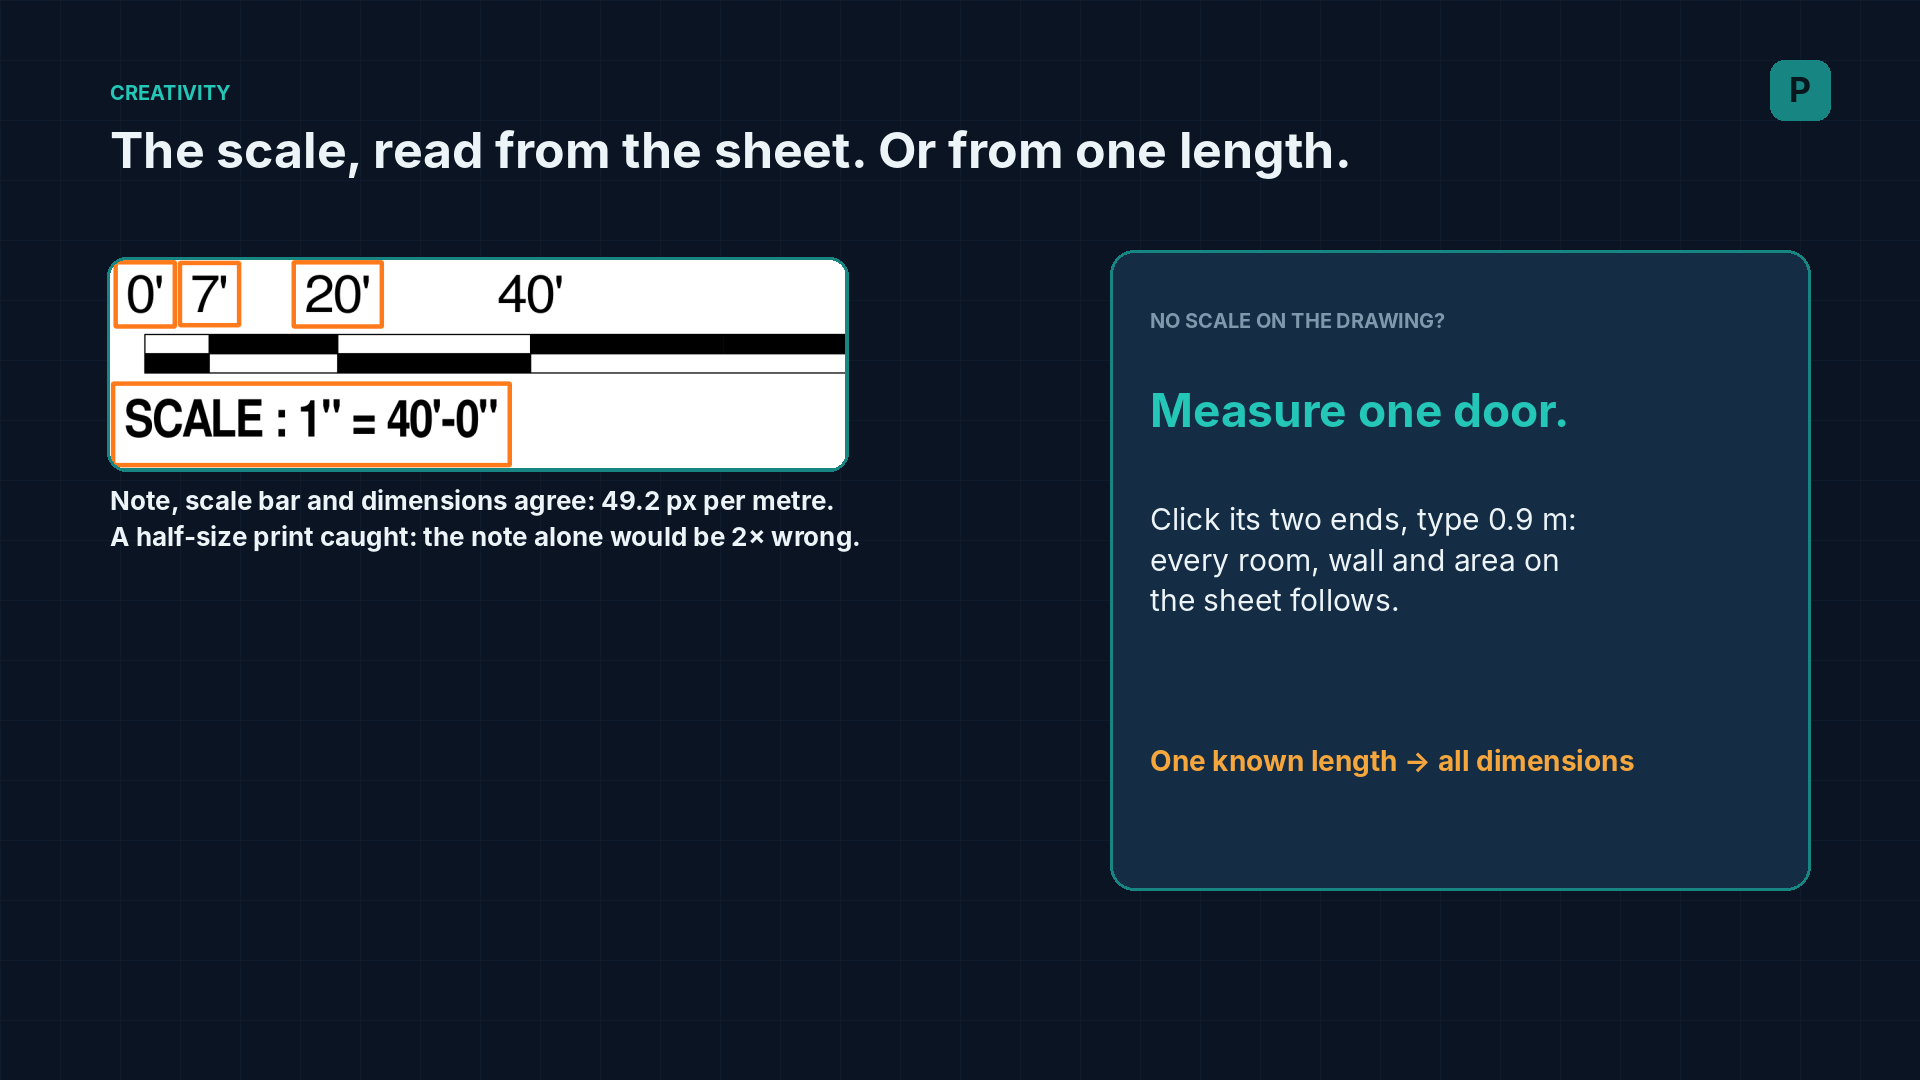 CREATIVITY
P
The scale, read from the sheet. Or from one length.
0' 7' 20' 40'
SCALE : 1" = 40'-0"
Note, scale bar and dimensions agree: 49.2 px per metre.
A half-size print caught: the note alone would be 2× wrong.
NO SCALE ON THE DRAWING?
Measure one door.
Click its two ends, type 0.9 m:
every room, wall and area on
the sheet follows.
One known length → all dimensions